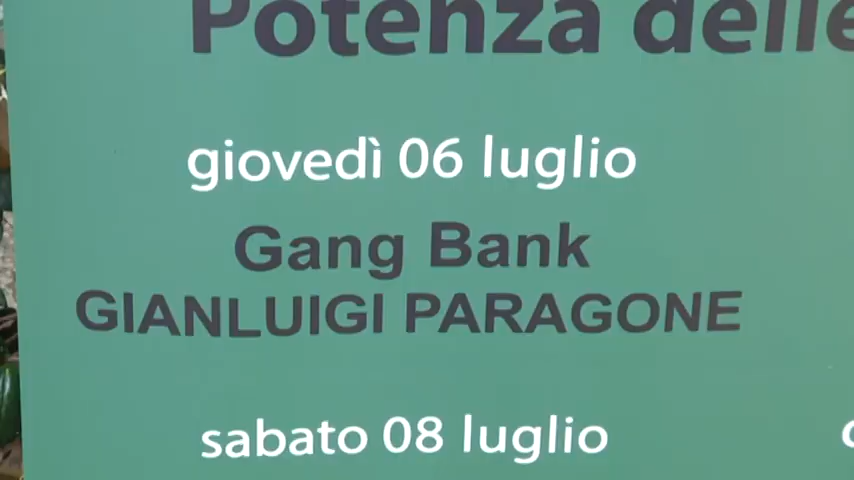 Potenza delle
giovedì 06 luglio
Gang Bank
GIANLUIGI PARAGONE
sabato 08 luglio